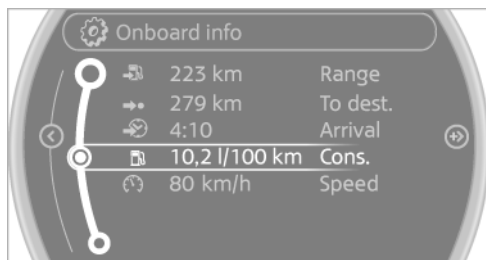 Onboard info
223 km Range
279 km To dest.
4:10 Arrival
10,2 l/100 km Cons.
80 km/h Speed